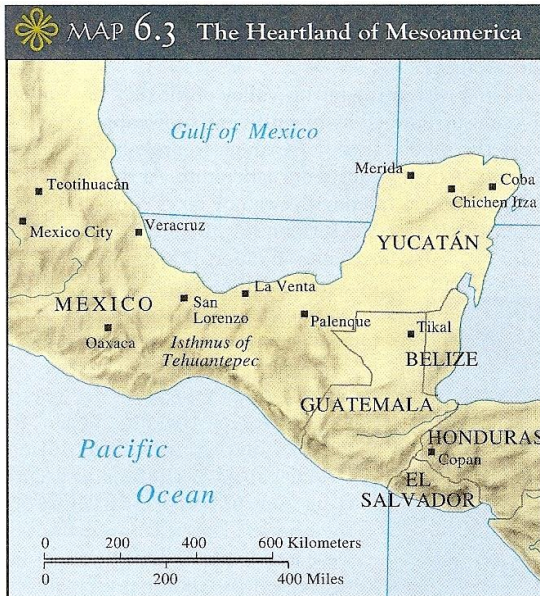 MAP 6.3 The Heartland of Mesoamerica
Gulf of Mexico
Merida
Coba
Chichen Itza
Teotihuacán
Mexico City
Veracruz
YUCATÁN
La Venta
MEXICO
San
Lorenzo
Palenque
Tikal
Oaxaca
Isthmus of
Tehuantepec
BELIZE
GUATEMALA
Pacific
Ocean
HONDURAS
Copan
EL
SALVADOR
0 200 400 600 Kilometers
0 200 400 Miles